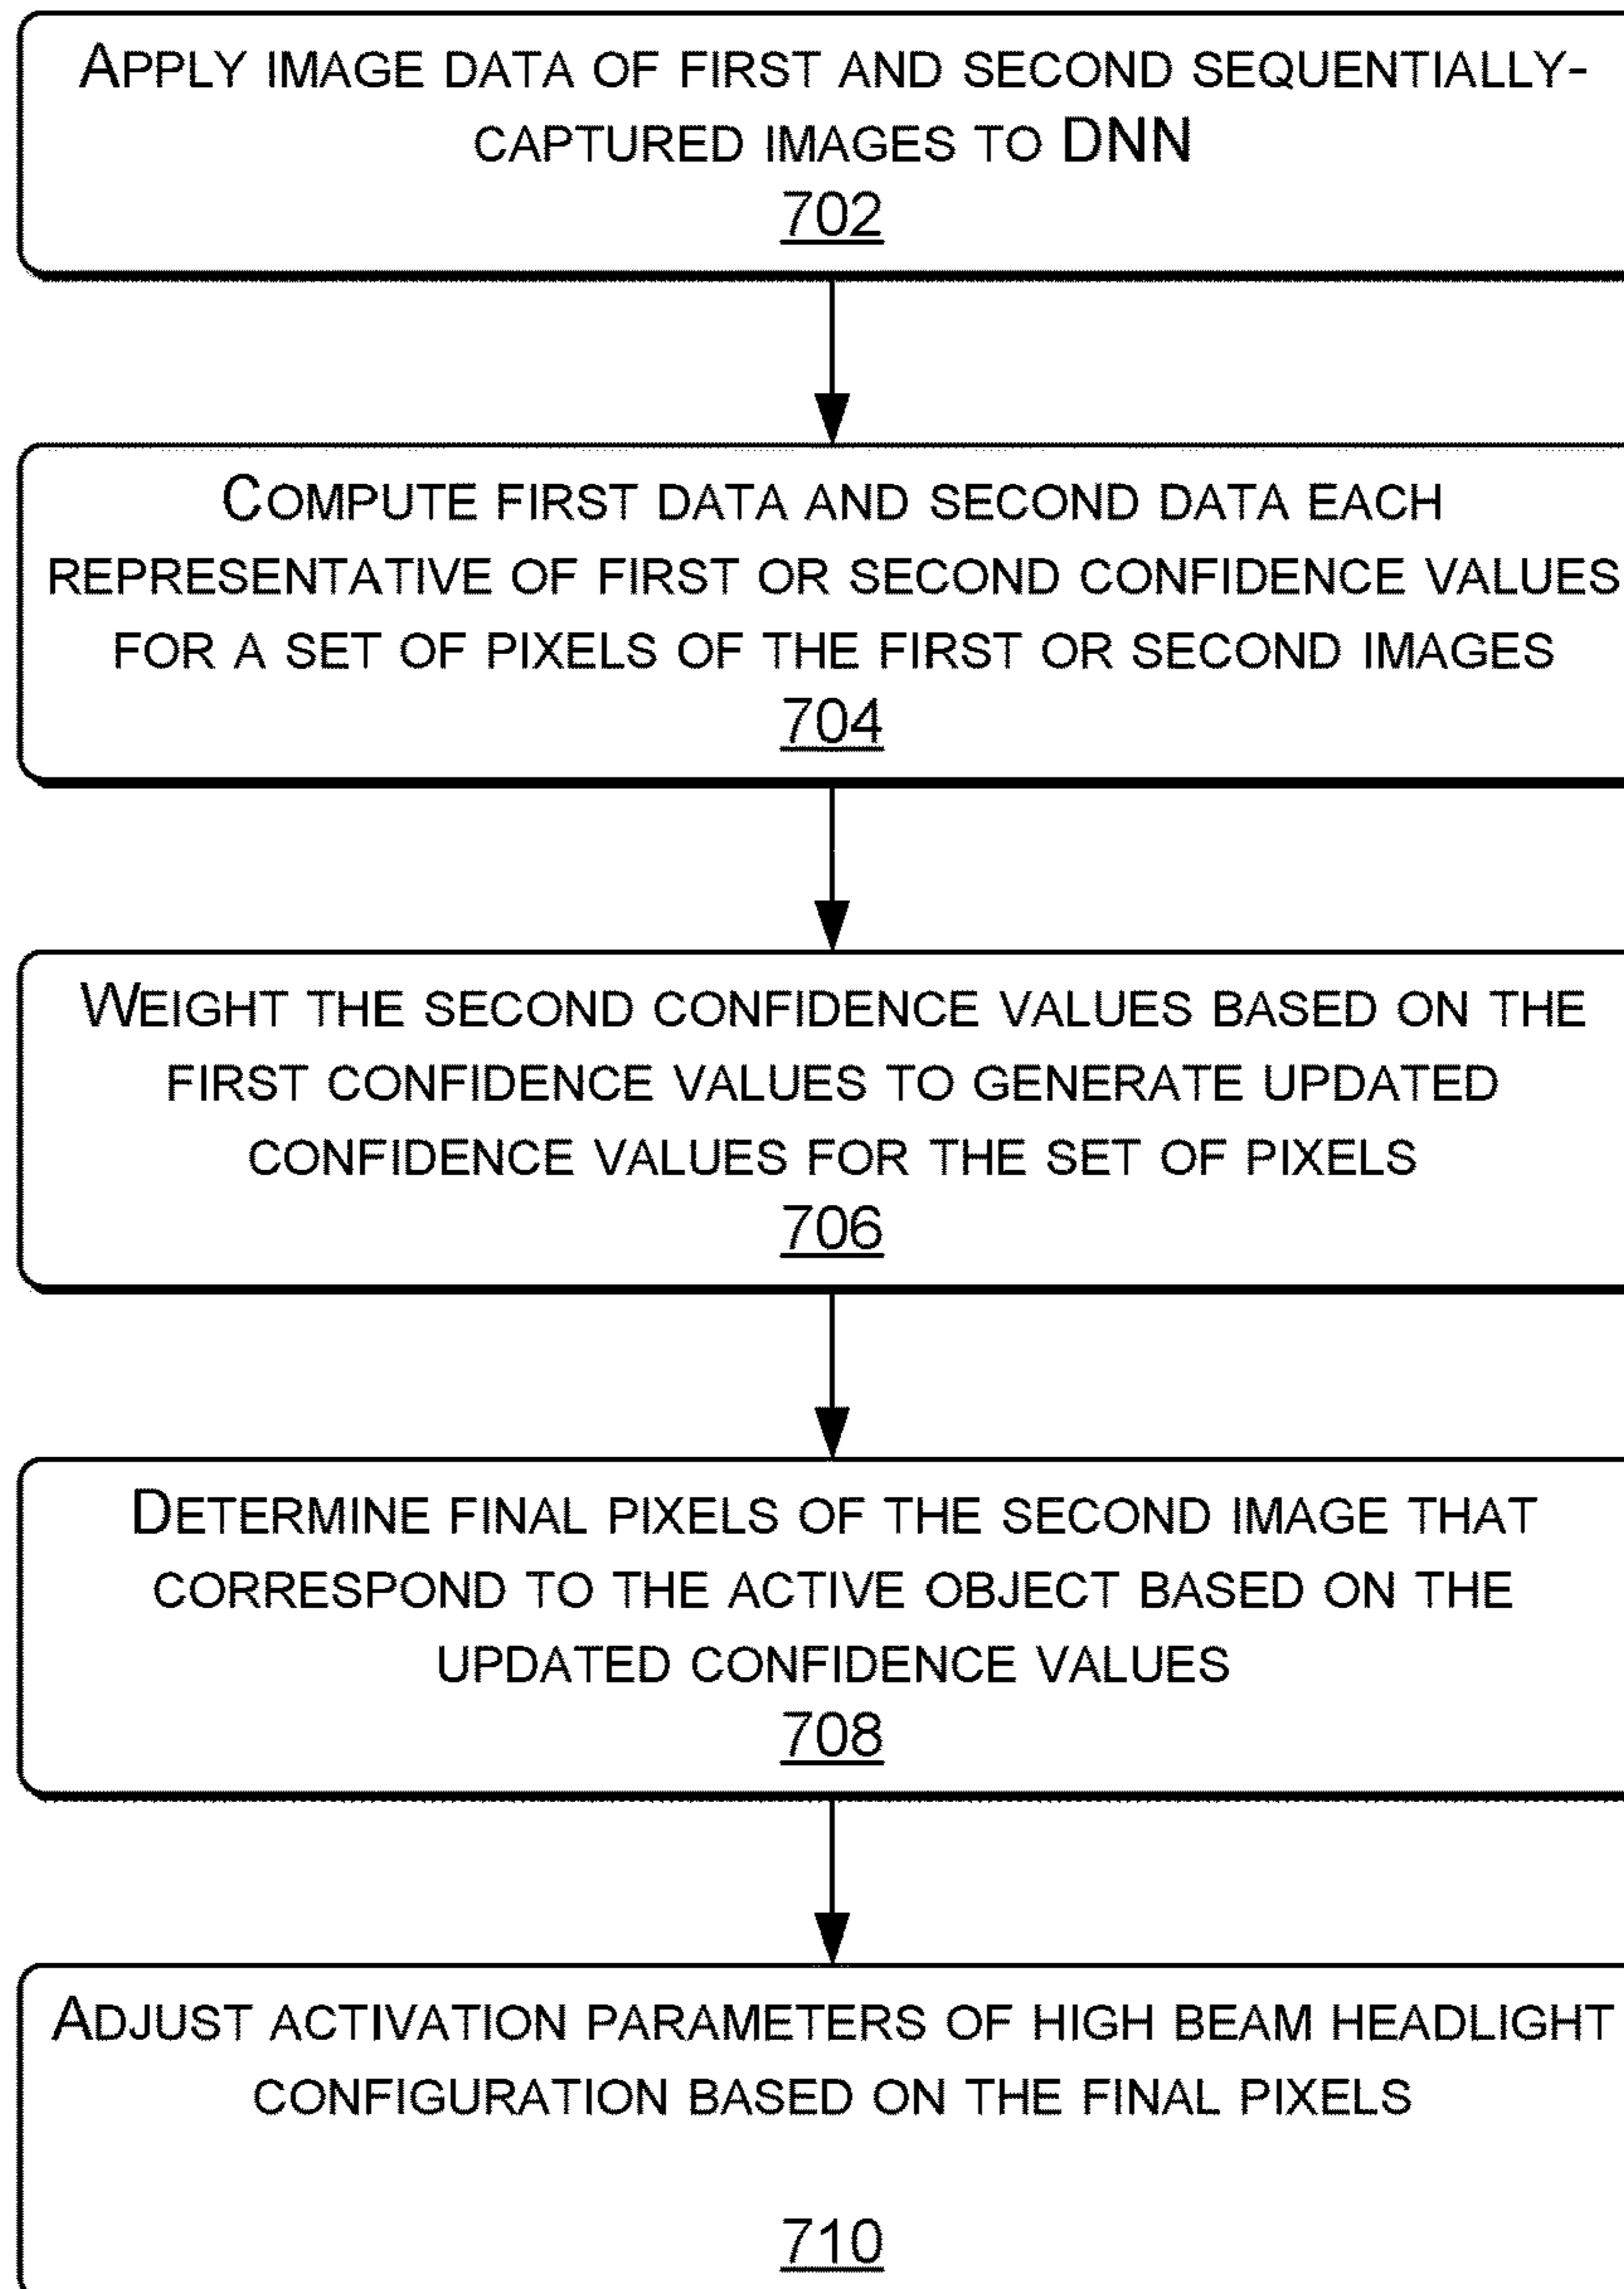 APPLY IMAGE DATA OF FIRST AND SECOND SEQUENTIALLY-
CAPTURED IMAGES TO DNN
702
COMPUTE FIRST DATA AND SECOND DATA EACH
REPRESENTATIVE OF FIRST OR SECOND CONFIDENCE VALUES
FOR A SET OF PIXELS OF THE FIRST OR SECOND IMAGES
704
WEIGHT THE SECOND CONFIDENCE VALUES BASED ON THE
FIRST CONFIDENCE VALUES TO GENERATE UPDATED
CONFIDENCE VALUES FOR THE SET OF PIXELS
706
DETERMINE FINAL PIXELS OF THE SECOND IMAGE THAT
CORRESPOND TO THE ACTIVE OBJECT BASED ON THE
UPDATED CONFIDENCE VALUES
708
ADJUST ACTIVATION PARAMETERS OF HIGH BEAM HEADLIGHT
CONFIGURATION BASED ON THE FINAL PIXELS
710